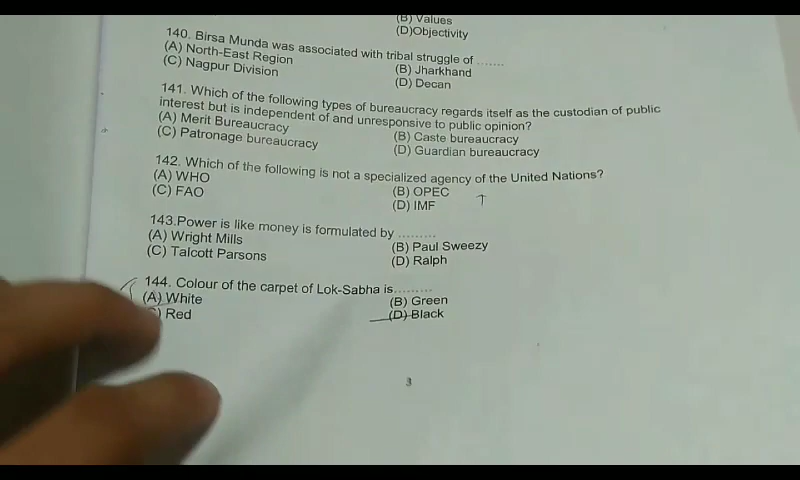 (B) Values
(D)Objectivity
140. Birsa Munda was associated with tribal struggle of .......
(A) North-East Region
(B) Jharkhand
(C) Nagpur Division
(D) Decan
141. Which of the following types of bureaucracy regards itself as the custodian of public
interest but is independent of and unresponsive to public opinion?
(A) Merit Bureaucracy
(B) Caste bureaucracy
(C) Patronage bureaucracy
(D) Guardian bureaucracy
142. Which of the following is not a specialized agency of the United Nations?
(A) WHO
(B) OPEC
(C) FAO
(D) IMF
143.Power is like money is formulated by .........
(A) Wright Mills
(B) Paul Sweezy
(C) Talcott Parsons
(D) Ralph
144. Colour of the carpet of Lok-Sabha is.........
(A) White
(B) Green
Red
(D) Black
3